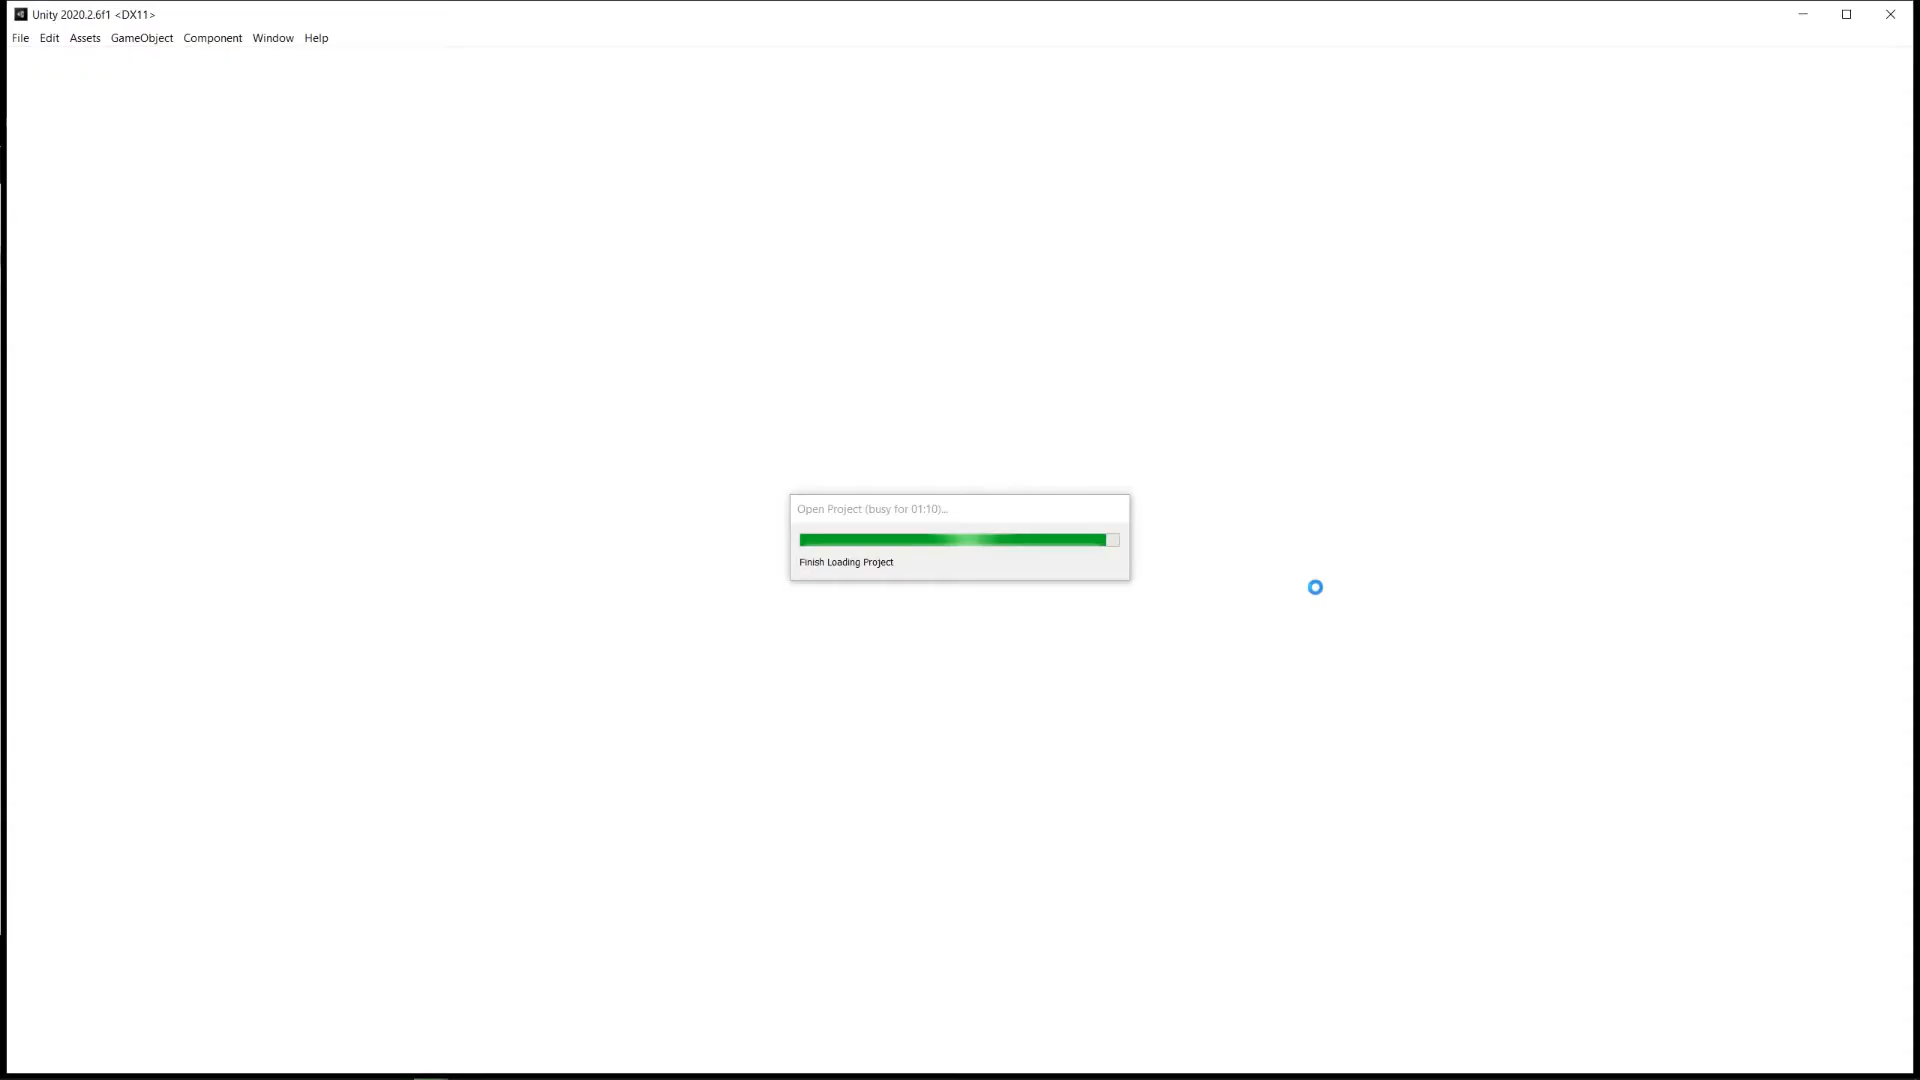 Unity 2020.2.6f1 <DX11>
File Edit Assets GameObject Component Window Help
Open Project (busy for 01:10)...
Finish Loading Project